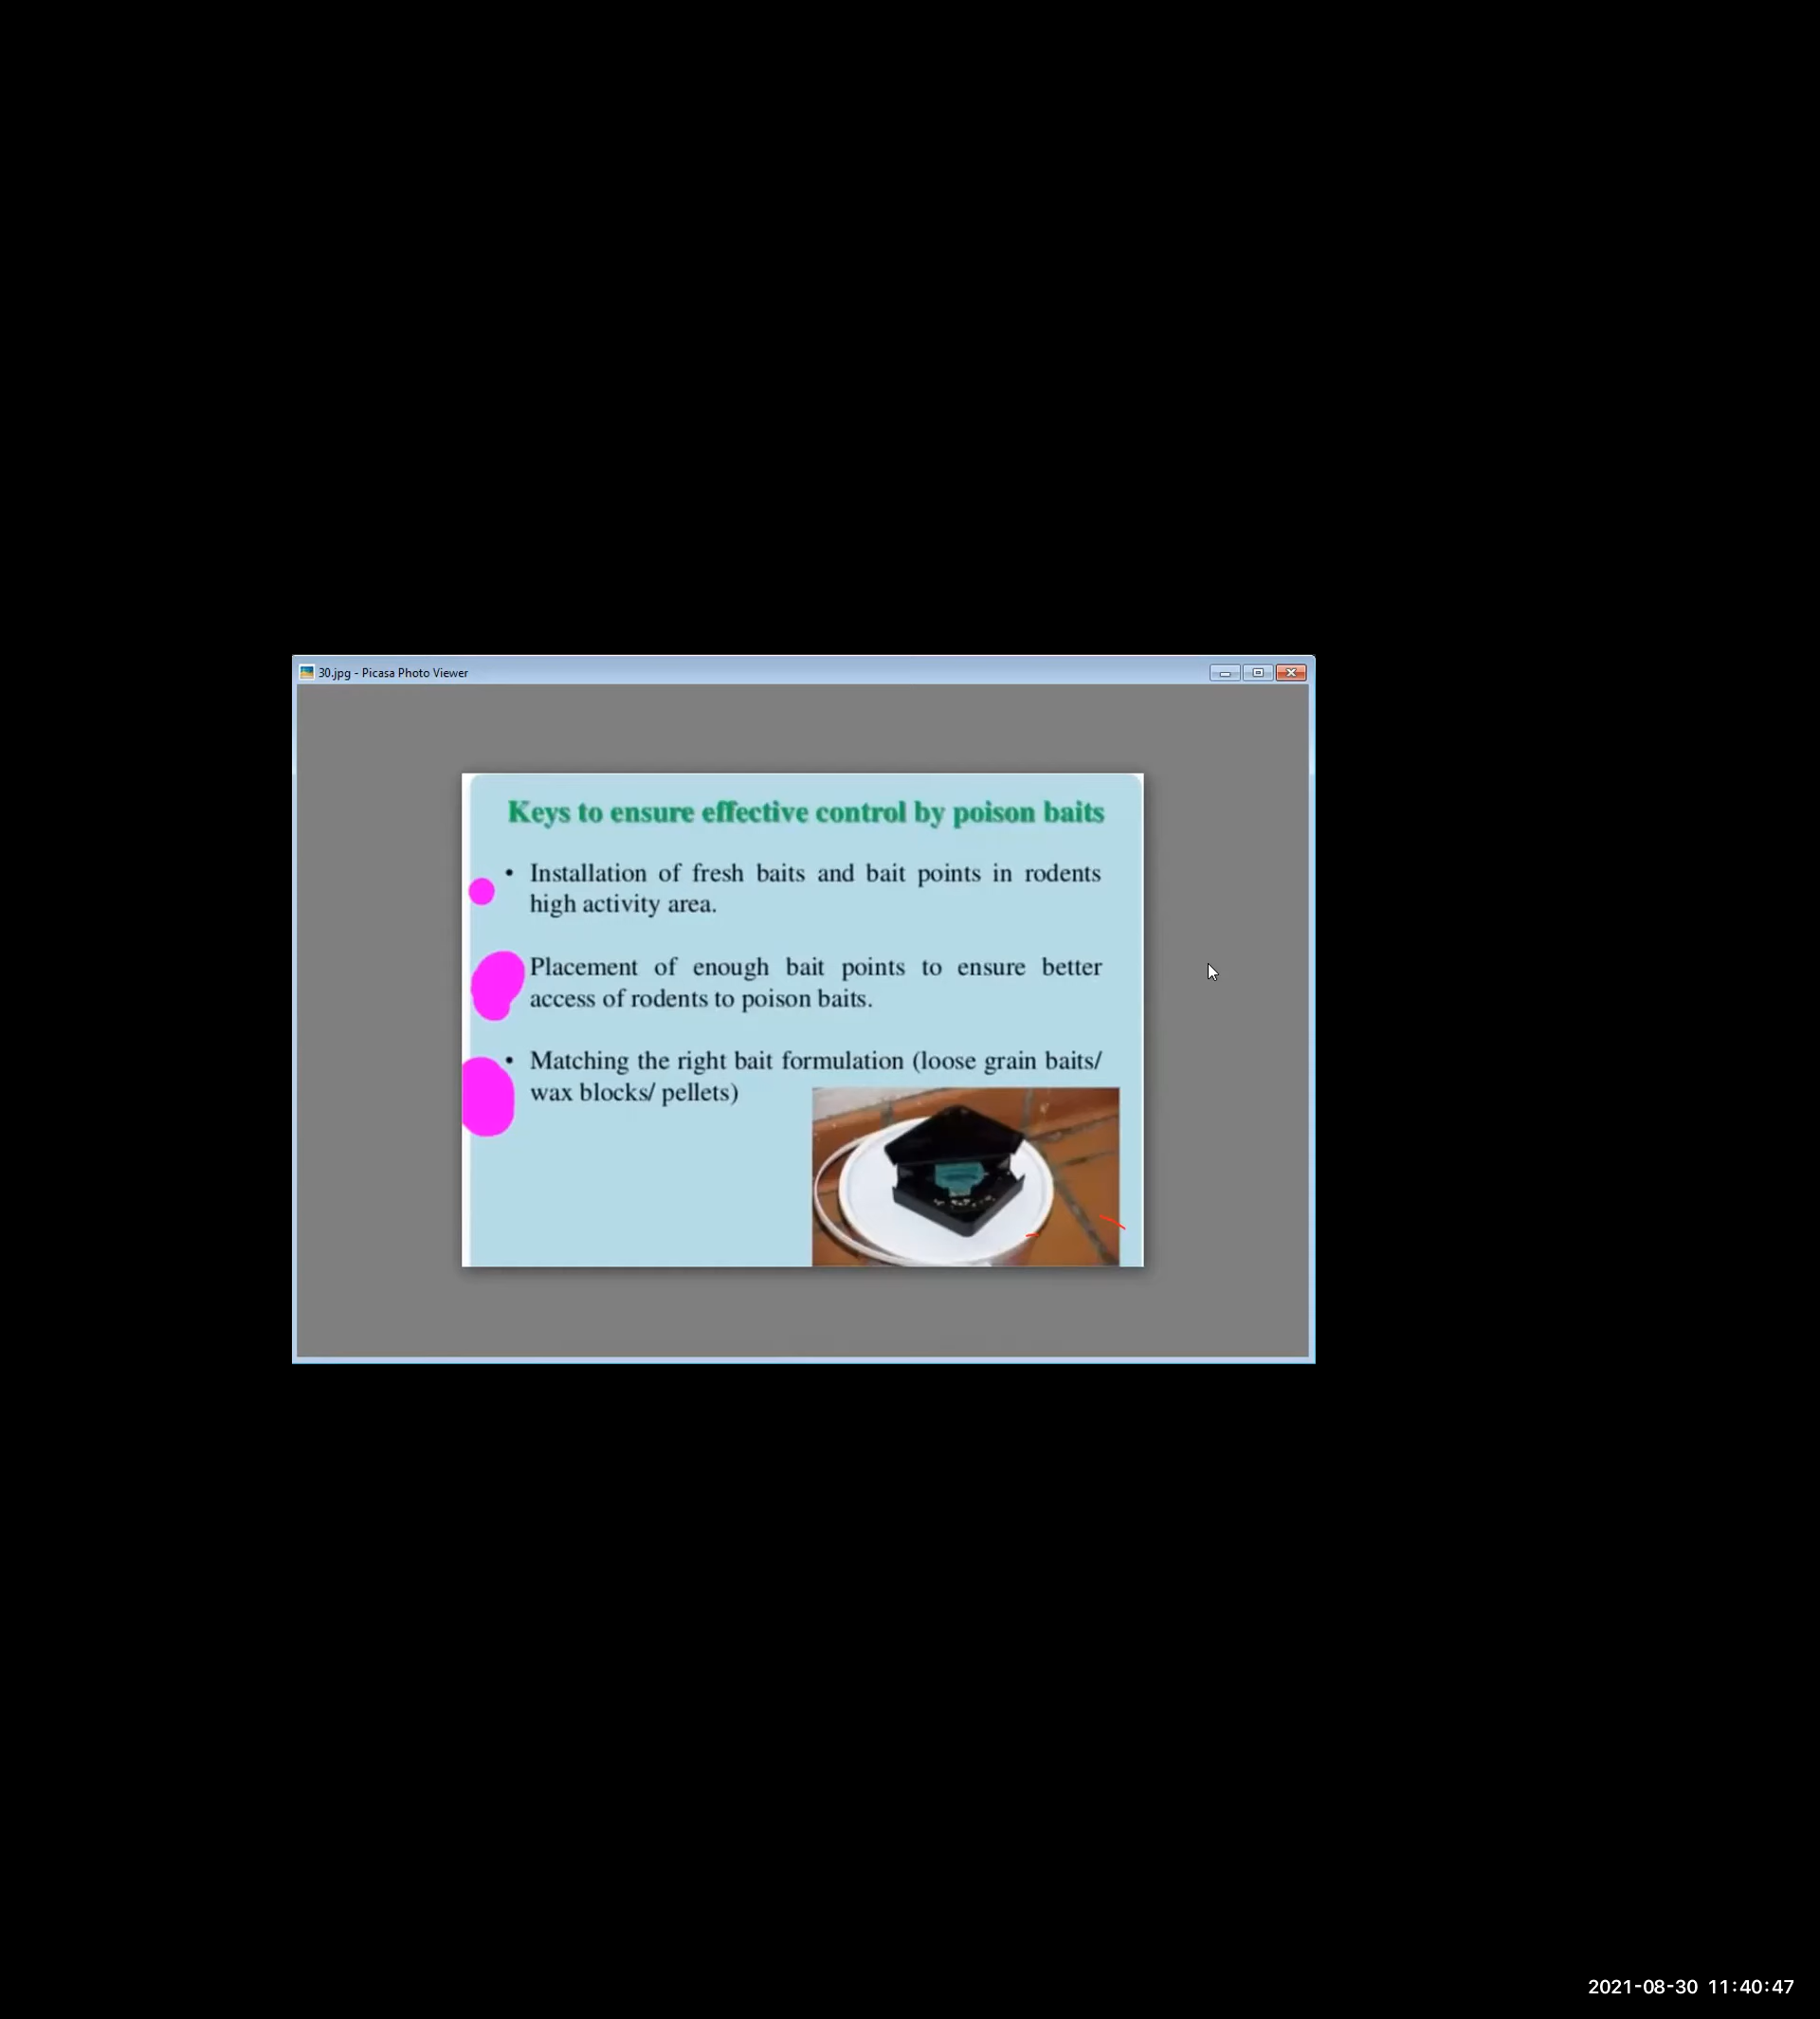 30.jpg - Picasa Photo Viewer
Keys to ensure effective control by poison baits
• Installation of fresh baits and bait points in rodents
high activity area.
Placement of enough bait points to ensure better
access of rodents to poison baits.
• Matching the right bait formulation (loose grain baits/
wax blocks/ pellets)
2021-08-30 11:40:47